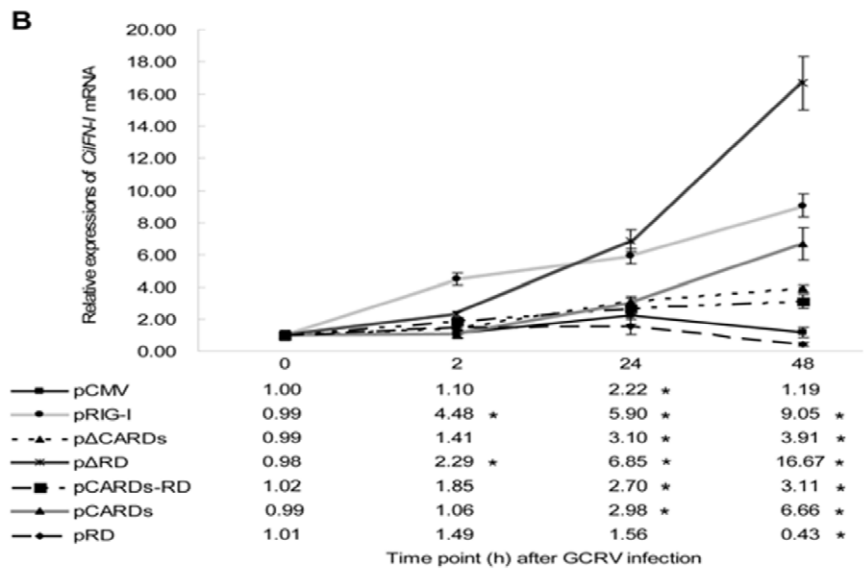 B
Relative expressions of CiIFN-I mRNA
20.00
18.00
16.00
14.00
12.00
10.00
8.00
6.00
4.00
2.00
0.00
0 2 24 48
pCMV 1.00 1.10 2.22 * 1.19
pRIG-I 0.99 4.48 * 5.90 * 9.05 *
pΔCARDs 0.99 1.41 3.10 * 3.91 *
pΔRD 0.98 2.29 * 6.85 * 16.67 *
pCARDs-RD 1.02 1.85 2.70 * 3.11 *
pCARDs 0.99 1.06 2.98 * 6.66 *
pRD 1.01 1.49 1.56 0.43 *
Time point (h) after GCRV infection